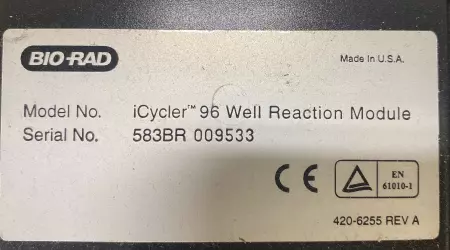 BIO-RAD
Made in U.S.A.
Model No. iCycler™ 96 Well Reaction Module
Serial No. 583BR 009533
CE
EN
61010-1
420-6255 REV A